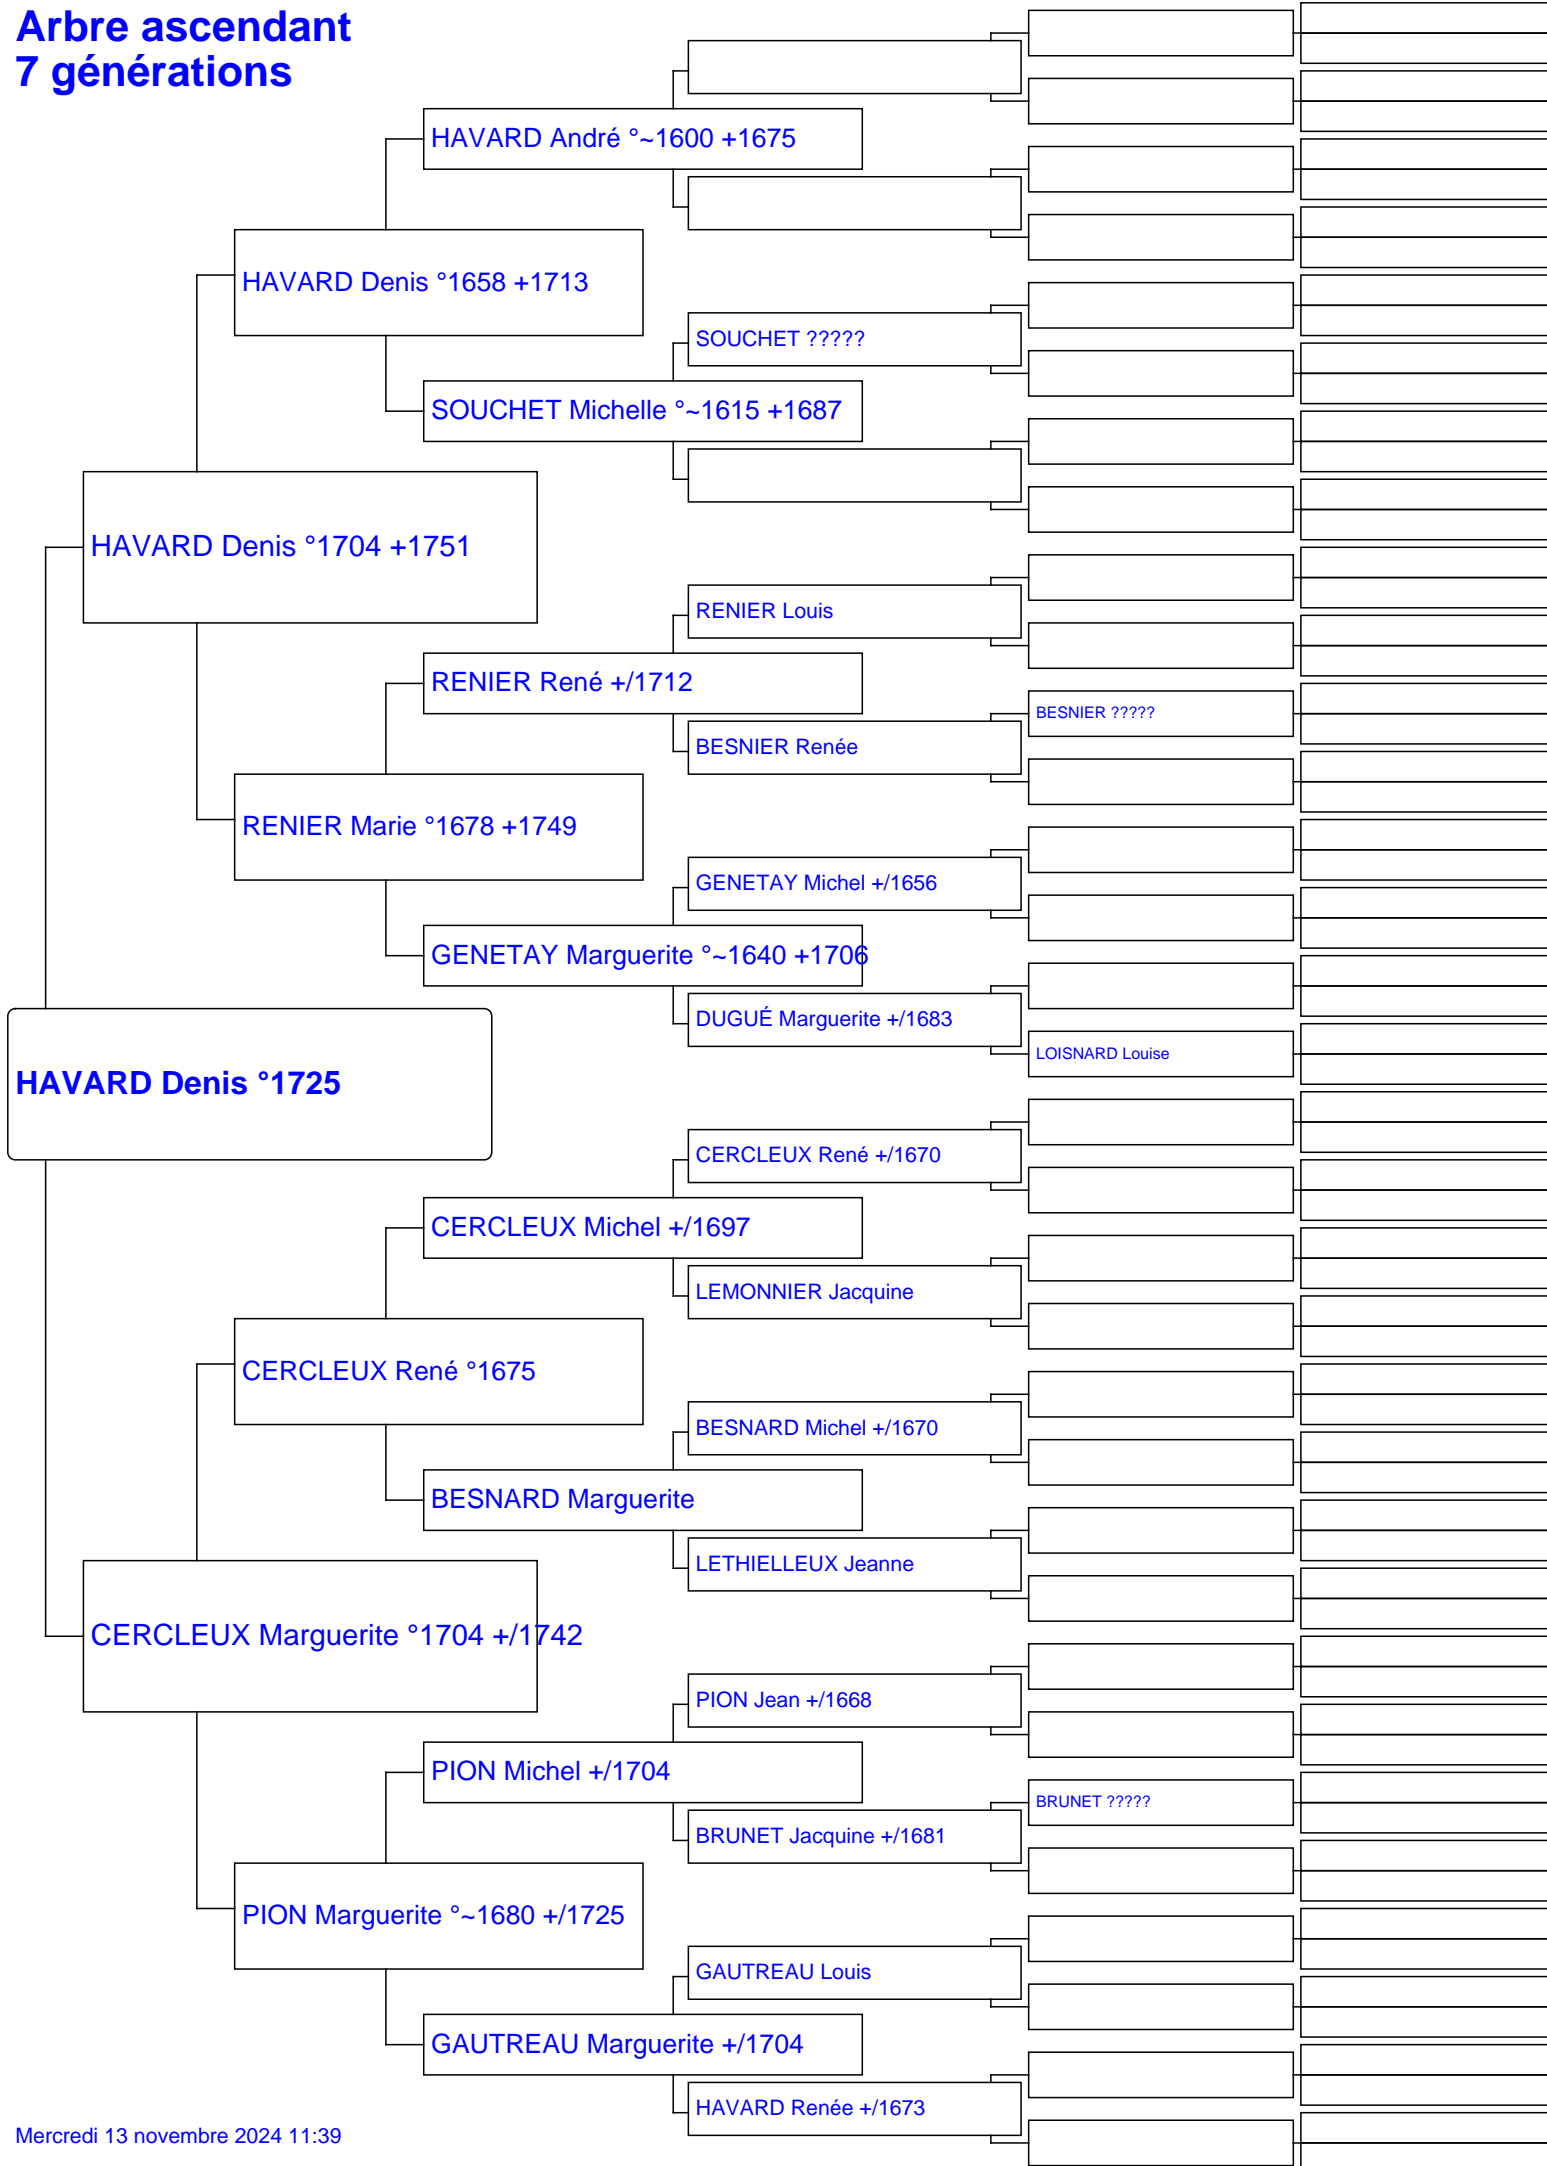 Arbre ascendant
7 générations
HAVARD André °~1600 +1675
HAVARD Denis °1658 +1713
SOUCHET ?????
SOUCHET Michelle °~1615 +1687
HAVARD Denis °1704 +1751
RENIER Louis
RENIER René +/1712
BESNIER ?????
BESNIER Renée
RENIER Marie °1678 +1749
GENETAY Michel +/1656
GENETAY Marguerite °~1640 +1706
DUGUÉ Marguerite +/1683
LOISNARD Louise
HAVARD Denis °1725
CERCLEUX René +/1670
CERCLEUX Michel +/1697
LEMONNIER Jacquine
CERCLEUX René °1675
BESNARD Michel +/1670
BESNARD Marguerite
LETHIELLEUX Jeanne
CERCLEUX Marguerite °1704 +/1742
PION Jean +/1668
PION Michel +/1704
BRUNET ?????
BRUNET Jacquine +/1681
PION Marguerite °~1680 +/1725
GAUTREAU Louis
GAUTREAU Marguerite +/1704
HAVARD Renée +/1673
Mercredi 13 novembre 2024 11:39